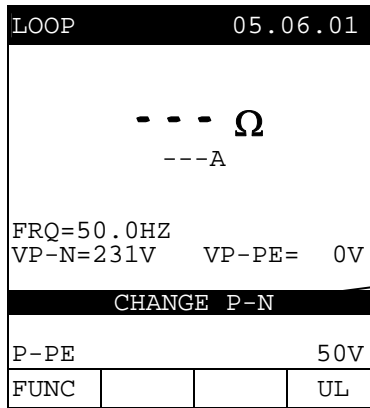 LOOP 05.06.01
- - - Ω
---A
FRQ=50.0HZ
VP-N=231V VP-PE= 0V
CHANGE P-N
P-PE 50V
FUNC UL